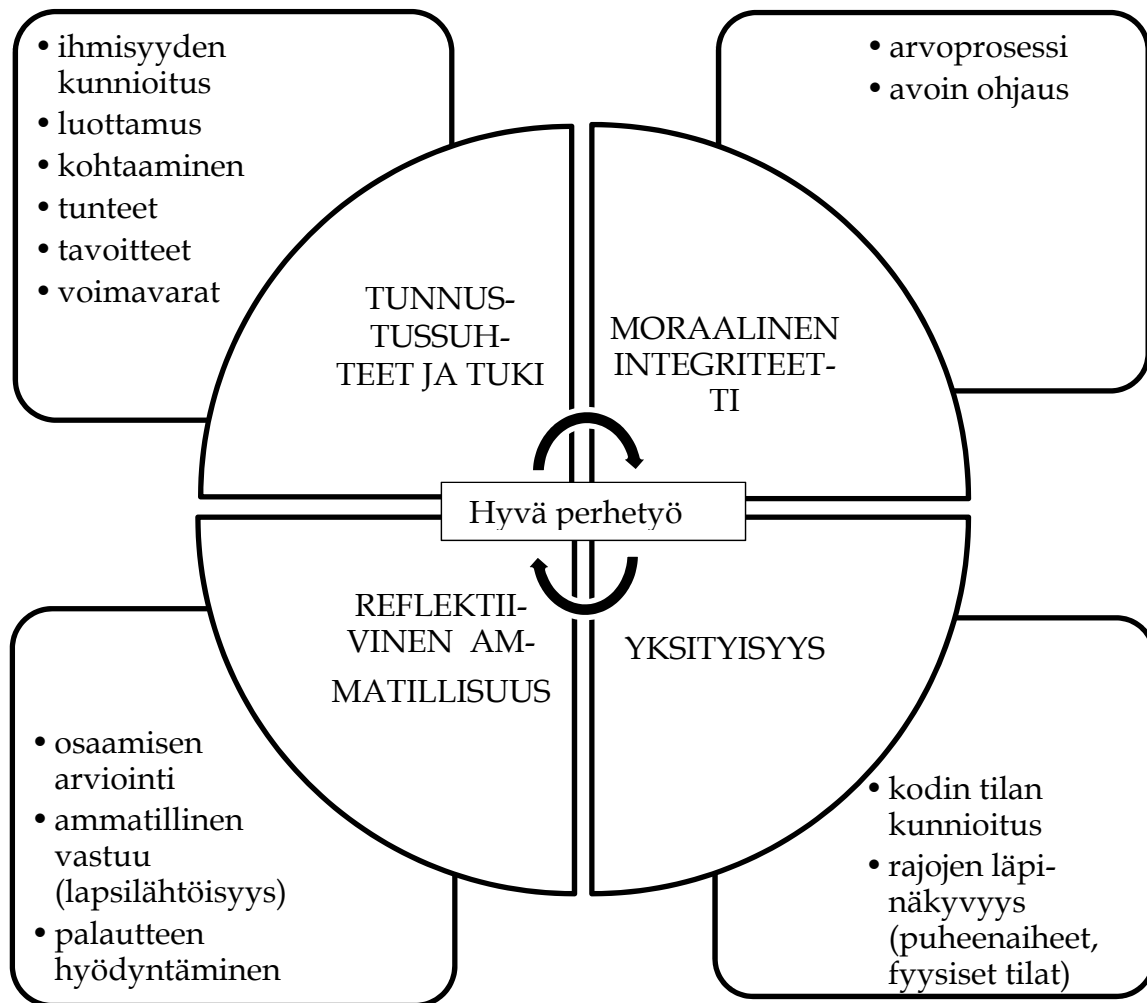 • ihmisyyden
kunnioitus
• luottamus
• kohtaaminen
• tunteet
• tavoitteet
• voimavarat
• arvoprosessi
• avoin ohjaus
TUNNUS-
TUSSUH-
TEET JA TUKI
MORAALINEN
INTEGRITEET-
TI
Hyvä perhetyö
REFLEKTII-
VINEN AM-
MATILLISUUS
YKSITYISYYS
• osaamisen
arviointi
• ammatillinen
vastuu
(lapsilähtöisyys)
• palautteen
hyödyntäminen
• kodin tilan
kunnioitus
• rajojen läpi-
näkyvyys
(puheenaiheet,
fyysiset tilat)